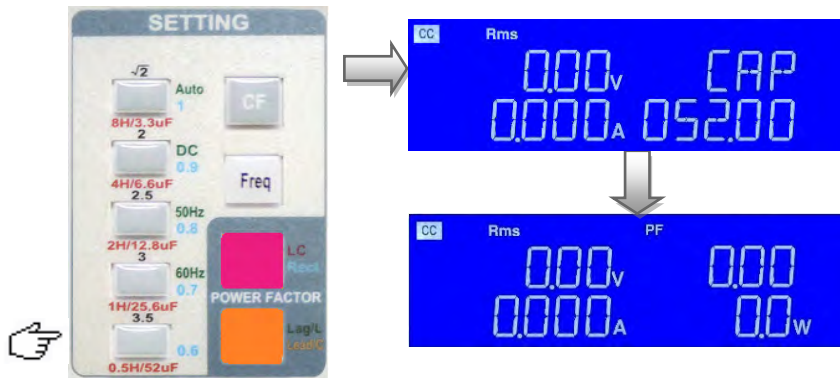 SETTING
√2
Auto
1
CF
8H/3.3uF
2
DC
0.9
4H/6.6uF
2.5
Freq
50Hz
0.8
2H/12.8uF
3
LC
Rect
60Hz
0.7
1H/25.6uF
POWER FACTOR
3.5
Lag/L
Lead/C
0.6
0.5H/52uF
CC Rms
0.00V CAP
0.000A 052.00
CC Rms PF
0.00V 0.00
0.000A 0.0W